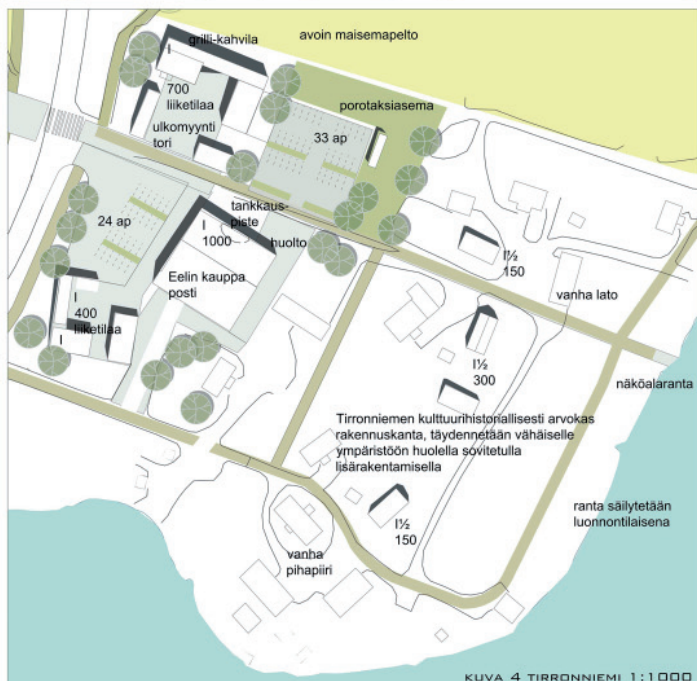 avoin maisemapelto
grilli-kahvila
I
700
liiketilaa
ulkomyynti
tori
porotaksiasema
33 ap
24 ap
tankkaus-
piste
I
1000
huolto
Eelin kauppa
posti
I
400
liiketilaa
I
I½
150
vanha lato
I½
300
näköalaranta
Tirronniemen kulttuurihistoriallisesti arvokas
rakennuskanta, täydennetään vähäiselle
ympäristöön huolella sovitetulla
lisärakentamisella
ranta säilytetään
luonnontilaisena
I½
150
vanha
pihapiiri
KUVA 4 TIRRONIEMI 1:1000